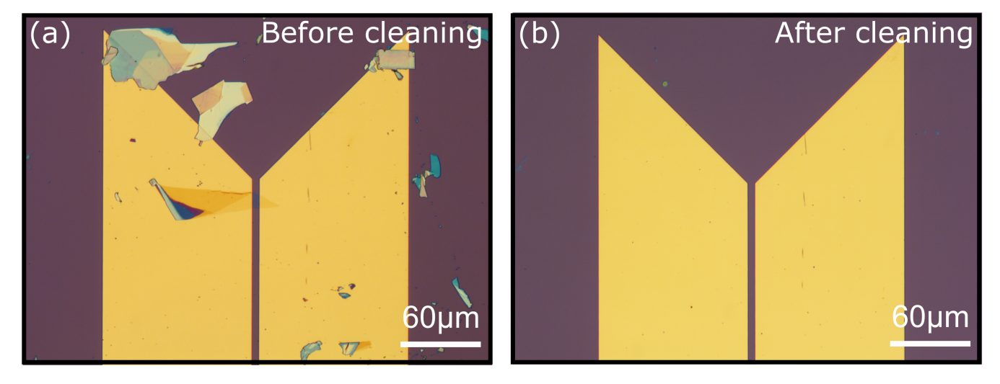 (a) Before cleaning
60µm
(b) After cleaning
60µm